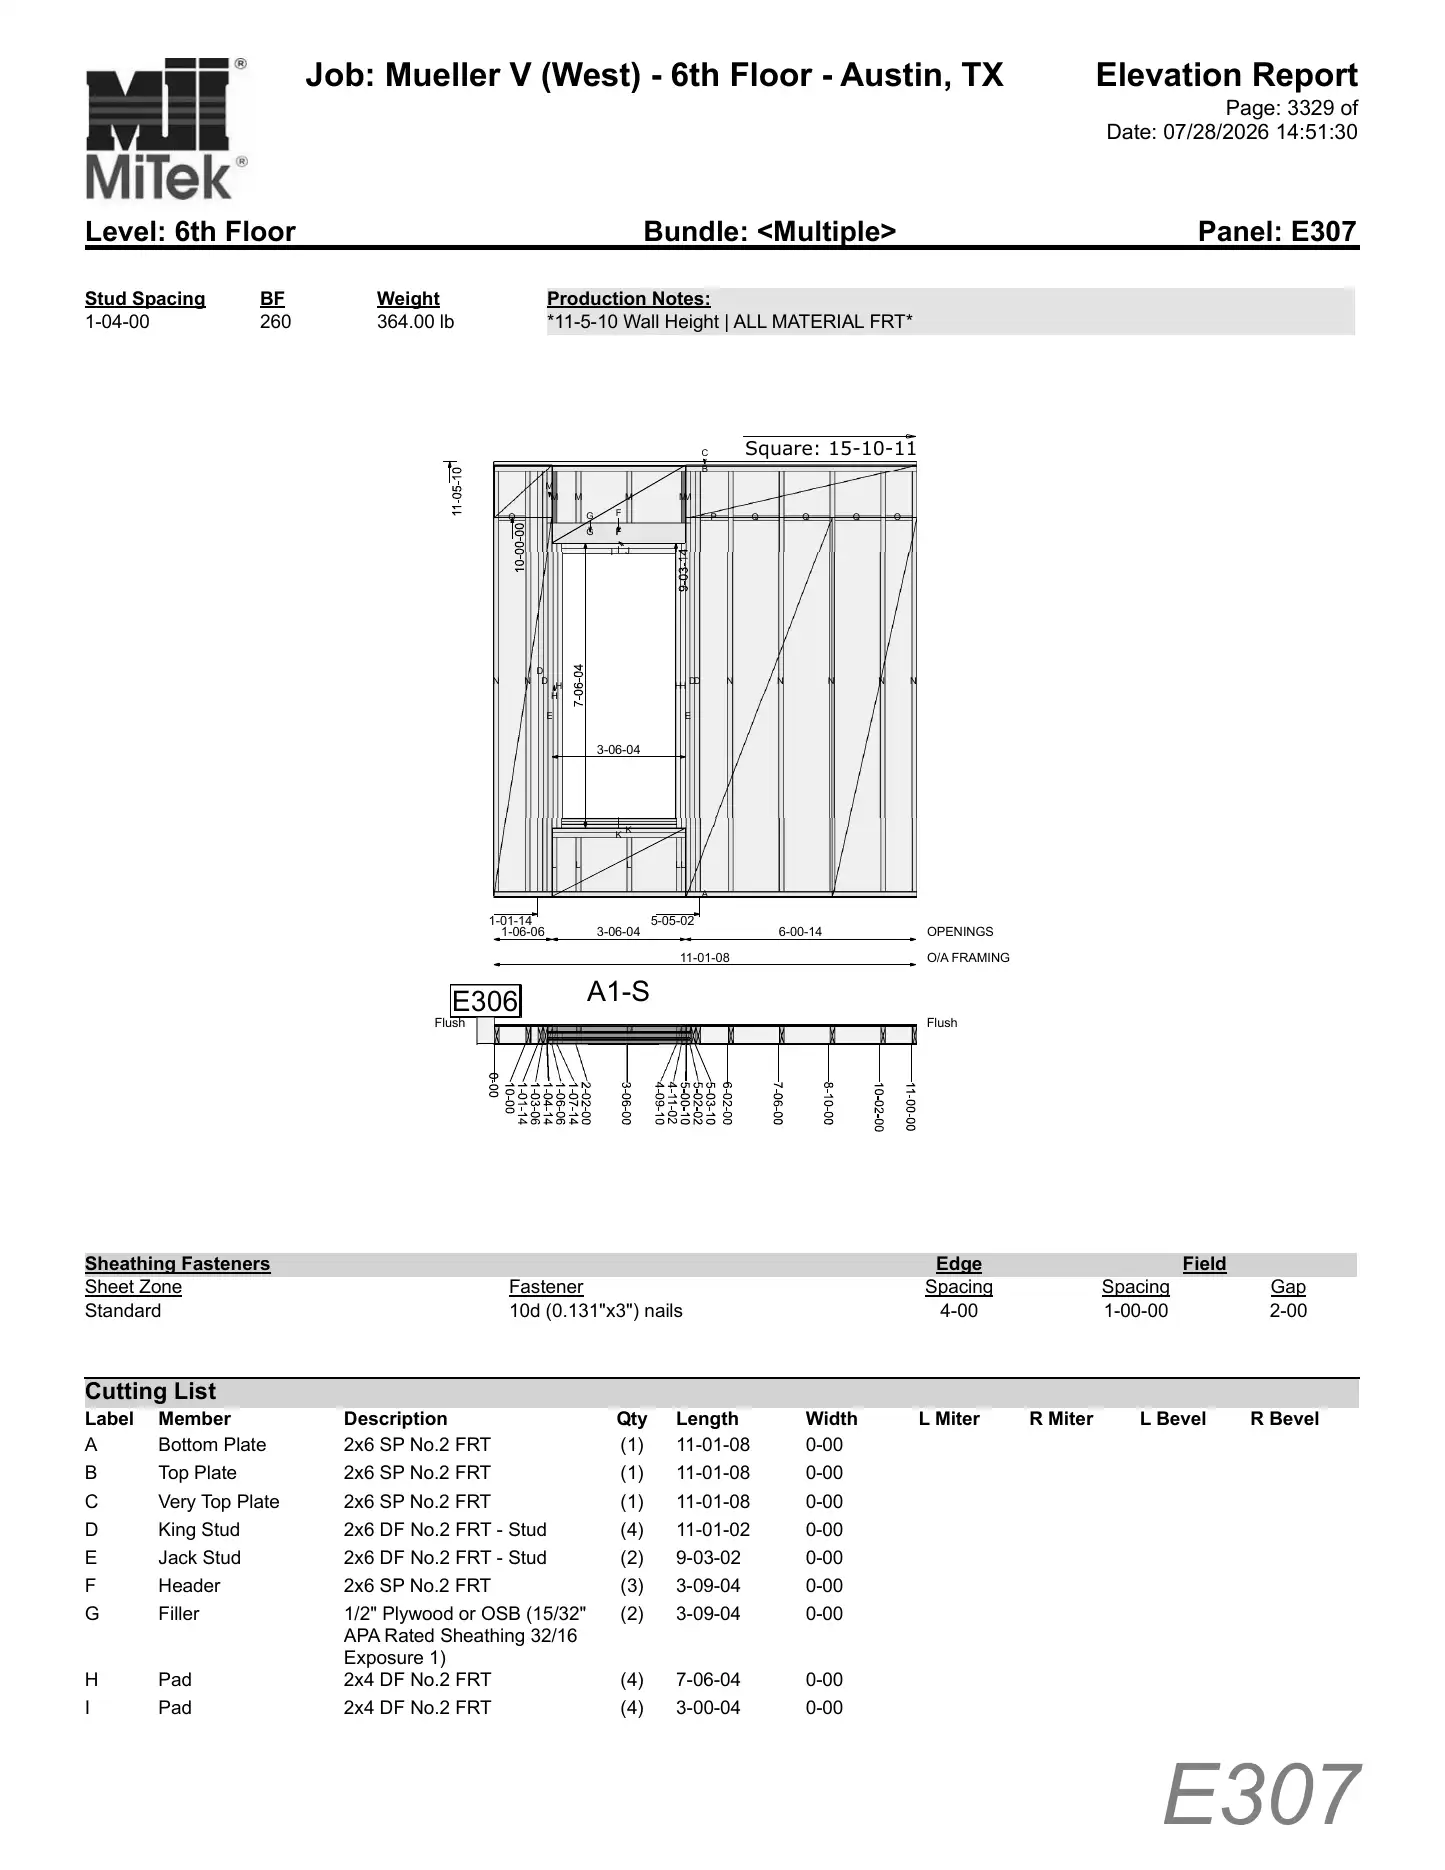 MiTek®
Job: Mueller V (West) - 6th Floor - Austin, TX
Elevation Report
Page: 3329 of
Date: 07/28/2026 14:51:30
Level: 6th Floor Bundle: <Multiple> Panel: E307
Stud Spacing BF Weight Production Notes:
1-04-00 260 364.00 lb *11-5-10 Wall Height | ALL MATERIAL FRT*
Square: 15-10-11
C
B
11-05-10
M
M M M M M
G F
G F
O P Q Q Q O
10-00-00
I J
9-03-14
D
N N D H H H H D D N N N N N
E E
7-06-04
3-06-04
K K
L L L L
A
1-01-14 5-05-02
1-06-06 3-06-04 6-00-14 OPENINGS
11-01-08 O/A FRAMING
E306 A1-S
Flush Flush
0-00 10-00 1-01-14 1-03-06 1-04-14 1-06-06 1-07-14 2-02-00 3-06-00 4-09-10 4-11-02 5-00-10 5-02-02 5-03-10 6-02-00 7-06-00 8-10-00 10-02-00 11-00-00
Sheathing Fasteners Edge Field
Sheet Zone Fastener Spacing Spacing Gap
Standard 10d (0.131"x3") nails 4-00 1-00-00 2-00
Cutting List
Label Member Description Qty Length Width L Miter R Miter L Bevel R Bevel
A Bottom Plate 2x6 SP No.2 FRT (1) 11-01-08 0-00
B Top Plate 2x6 SP No.2 FRT (1) 11-01-08 0-00
C Very Top Plate 2x6 SP No.2 FRT (1) 11-01-08 0-00
D King Stud 2x6 DF No.2 FRT - Stud (4) 11-01-02 0-00
E Jack Stud 2x6 DF No.2 FRT - Stud (2) 9-03-02 0-00
F Header 2x6 SP No.2 FRT (3) 3-09-04 0-00
G Filler 1/2" Plywood or OSB (15/32" (2) 3-09-04 0-00
APA Rated Sheathing 32/16
Exposure 1)
H Pad 2x4 DF No.2 FRT (4) 7-06-04 0-00
I Pad 2x4 DF No.2 FRT (4) 3-00-04 0-00
E307